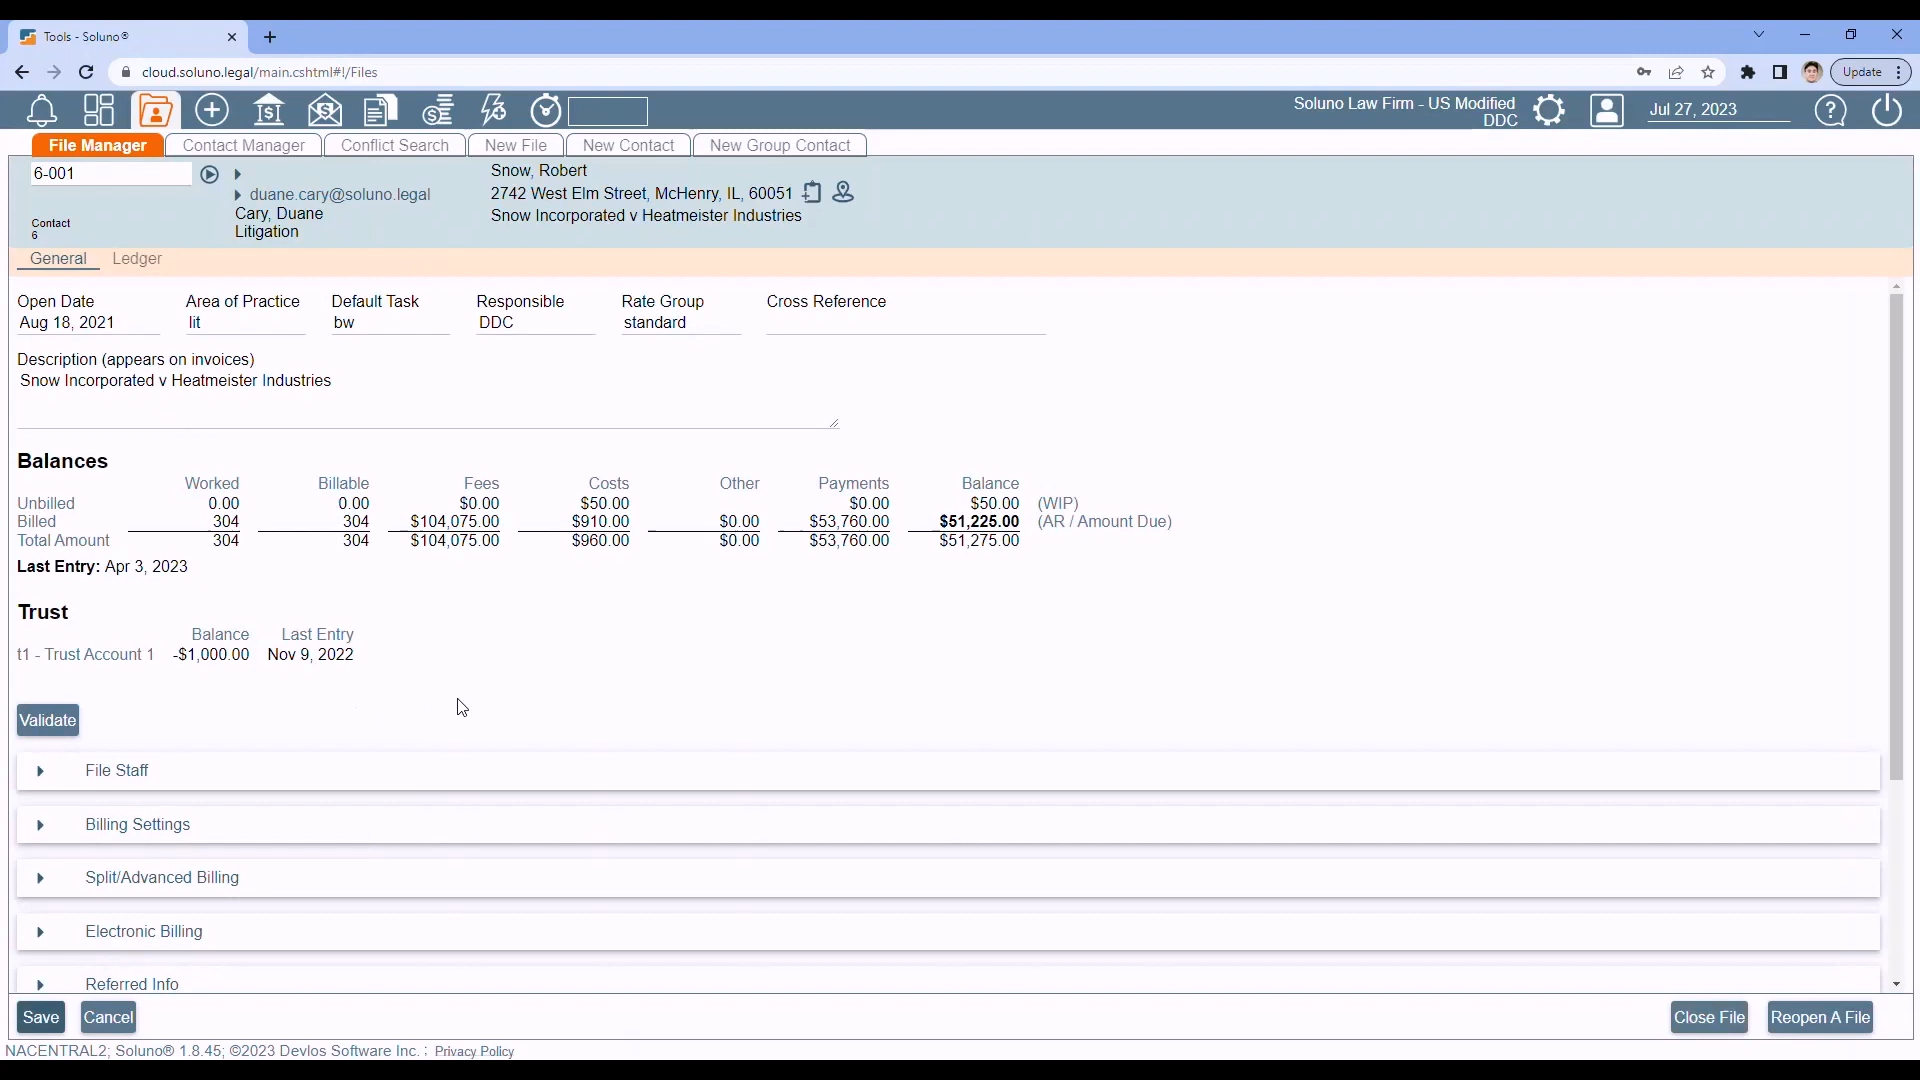 Tools - Soluno®
cloud.soluno.legal/main.cshtml#!/Files
Update
Soluno Law Firm - US Modified
DDC
Jul 27, 2023
File Manager Contact Manager Conflict Search New File New Contact New Group Contact
6-001
Snow, Robert
duane.cary@soluno.legal
2742 West Elm Street, McHenry, IL, 60051
Cary, Duane
Snow Incorporated v Heatmeister Industries
Contact
6
Litigation
General Ledger
Open Date Area of Practice Default Task Responsible Rate Group Cross Reference
Aug 18, 2021 lit bw DDC standard
Description (appears on invoices)
Snow Incorporated v Heatmeister Industries
Balances
Worked Billable Fees Costs Other Payments Balance
Unbilled 0.00 0.00 $0.00 $50.00 $0.00 $50.00 (WIP)
Billed 304 304 $104,075.00 $910.00 $0.00 $53,760.00 $51,225.00 (AR / Amount Due)
Total Amount 304 304 $104,075.00 $960.00 $0.00 $53,760.00 $51,275.00
Last Entry: Apr 3, 2023
Trust
Balance Last Entry
t1 - Trust Account 1 -$1,000.00 Nov 9, 2022
Validate
File Staff
Billing Settings
Split/Advanced Billing
Electronic Billing
Referred Info
Save Cancel Close File Reopen A File
NACENTRAL2; Soluno® 1.8.45; ©2023 Devlos Software Inc. ; Privacy Policy